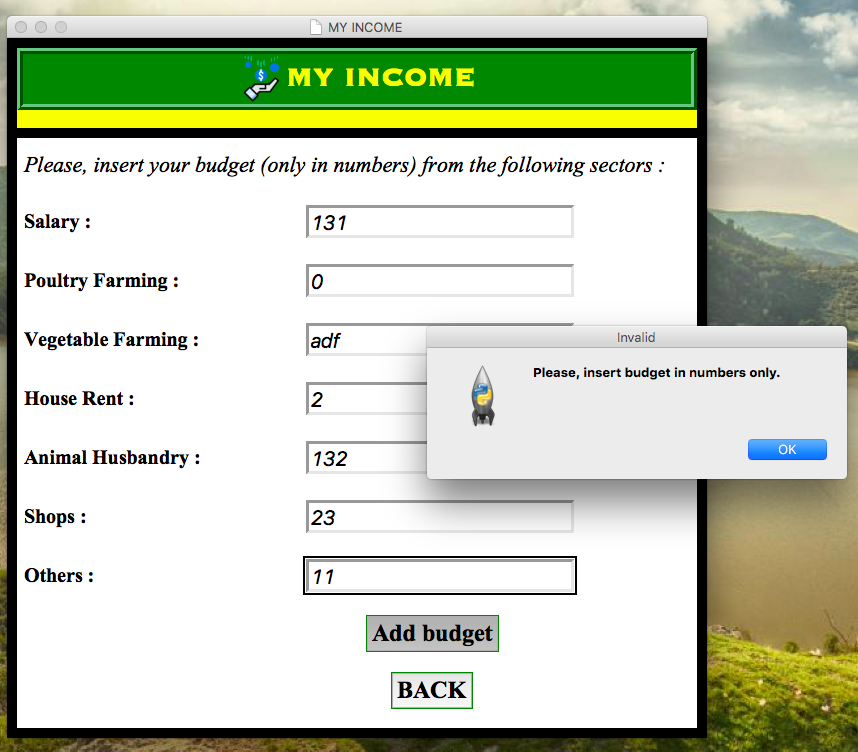 MY INCOME
MY INCOME
Please, insert your budget (only in numbers) from the following sectors :
Salary : 131
Poultry Farming : 0
Vegetable Farming : adf
Invalid
Please, insert budget in numbers only.
OK
House Rent : 2
Animal Husbandry : 132
Shops : 23
Others : 11
Add budget
BACK